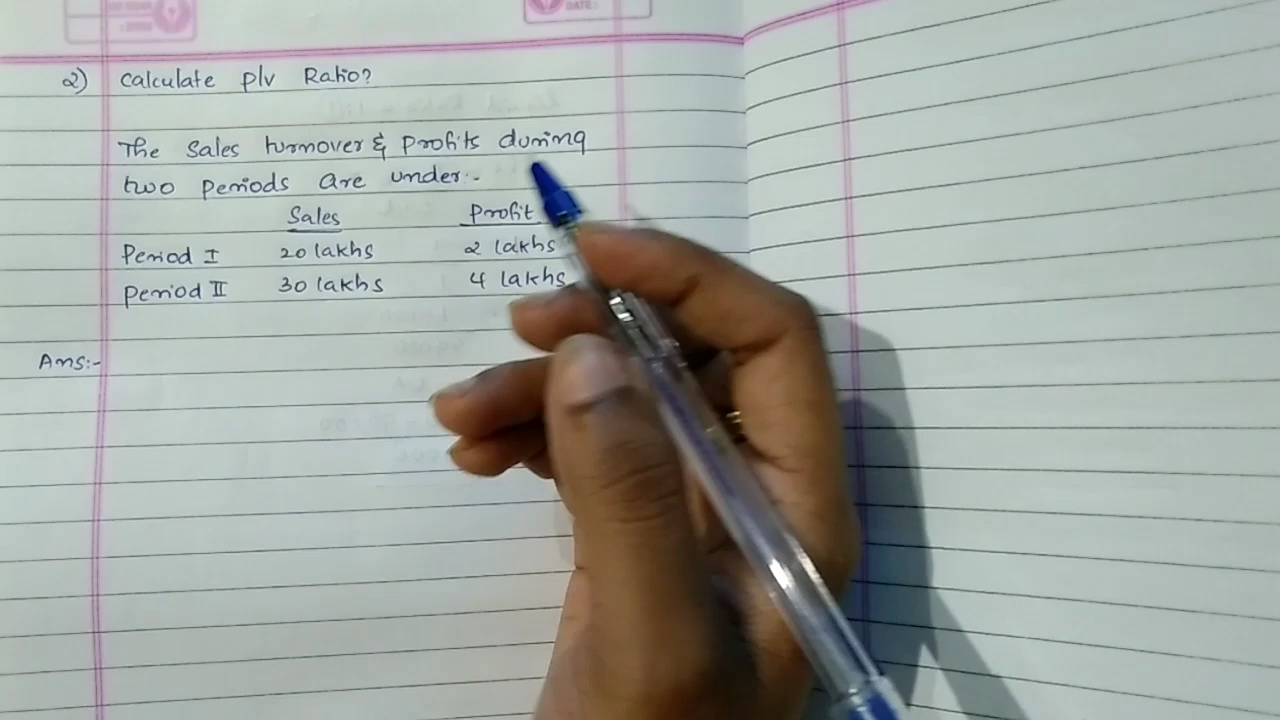 DATE:
2) Calculate p/v Ratio?
The Sales turnover & Profits during
two periods are under:-
Sales Profit
Period I 20 lakhs 2 lakhs
period II 30 lakhs 4 lakhs
Ans:-